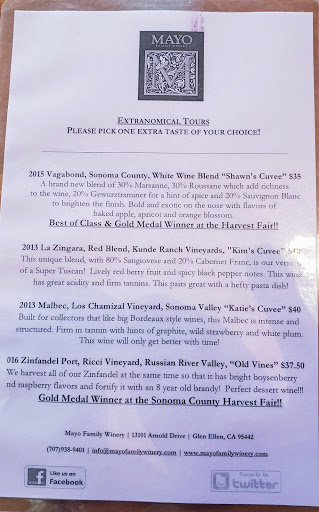 MAYO
FAMILY WINERY
EXTRANOMICAL TOURS
PLEASE PICK ONE EXTRA TASTE OF YOUR CHOICE!
2015 Vagabond, Sonoma County, White Wine Blend "Shawn's Cuvee" $35
A brand new blend of 30% Marsanne, 30% Roussane which add richness
to the wine, 20% Gewurztraminer for a hint of spice and 20% Sauvignon Blanc
to brighten the finish. Bold and exotic on the nose with flavors of
baked apple, apricot and orange blossom.
Best of Class & Gold Medal Winner at the Harvest Fair!!
2013 La Zingara, Red Blend, Kunde Ranch Vineyards, "Kim's Cuvee"
This unique blend, with 80% Sangiovese and 20% Cabernet Franc, is our version
of a Super Tuscan! Lively red berry fruit and spicy black pepper notes. This wine
has great acidity and firm tannins. This pairs great with a hefty pasta dish!
2013 Malbec, Los Chamizal Vineyard, Sonoma Valley "Katie's Cuvee" $40
Built for collectors that like big Bordeaux style wines, this Malbec is intense and
structured. Firm in tannin with hints of graphite, wild strawberry and white plum.
This wine will only get better with time!
016 Zinfandel Port, Ricci Vineyard, Russian River Valley, "Old Vines" $37.50
We harvest all of our Zinfandel at the same time so that it has bright boysenberry
nd raspberry flavors and fortify it with an 8 year old brandy! Perfect dessert wine!!!
Gold Medal Winner at the Sonoma County Harvest Fair!!
Mayo Family Winery | 13101 Arnold Drive | Glen Ellen, CA 95442
(707)938-9401 | info@mayofamilywinery.com | www.mayofamilywinery.com
Like us on
Facebook
Follow Us On
twitter